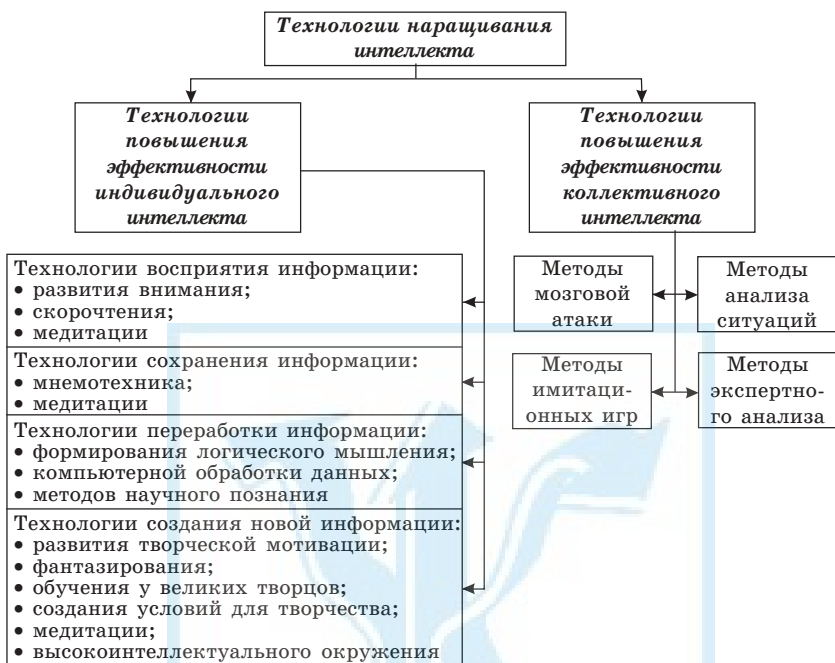 Технологии наращивания
интеллекта
Технологии
повышения
эффективности
индивидуального
интеллекта
Технологии
повышения
эффективности
коллективного
интеллекта
Технологии восприятия информации:
• развития внимания;
• скорочтения;
• медитации
Технологии сохранения информации:
• мнемотехника;
• медитации
Технологии переработки информации:
• формирования логического мышления;
• компьютерной обработки данных;
• методов научного познания
Технологии создания новой информации:
• развития творческой мотивации;
• фантазирования;
• обучения у великих творцов;
• создания условий для творчества;
• медитации;
• высокоинтеллектуального окружения
Методы
мозговой
атаки
Методы
анализа
ситуаций
Методы
имитаци-
онных игр
Методы
экспертно-
го анализа